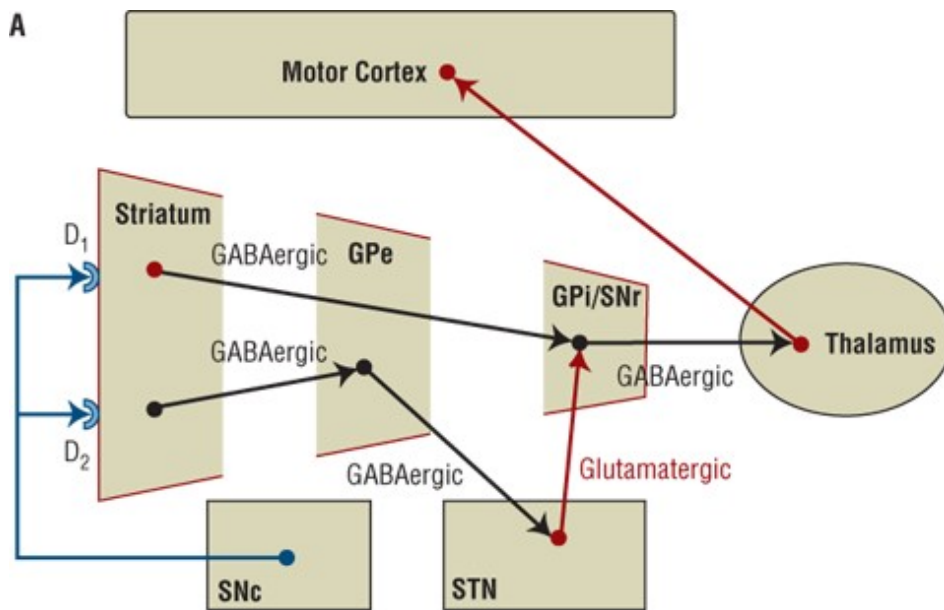 A
Motor Cortex
Striatum
D1
GABAergic
GPe
GPi/SNr
GABAergic
Thalamus
GABAergic
D2
GABAergic
Glutamatergic
SNc
STN